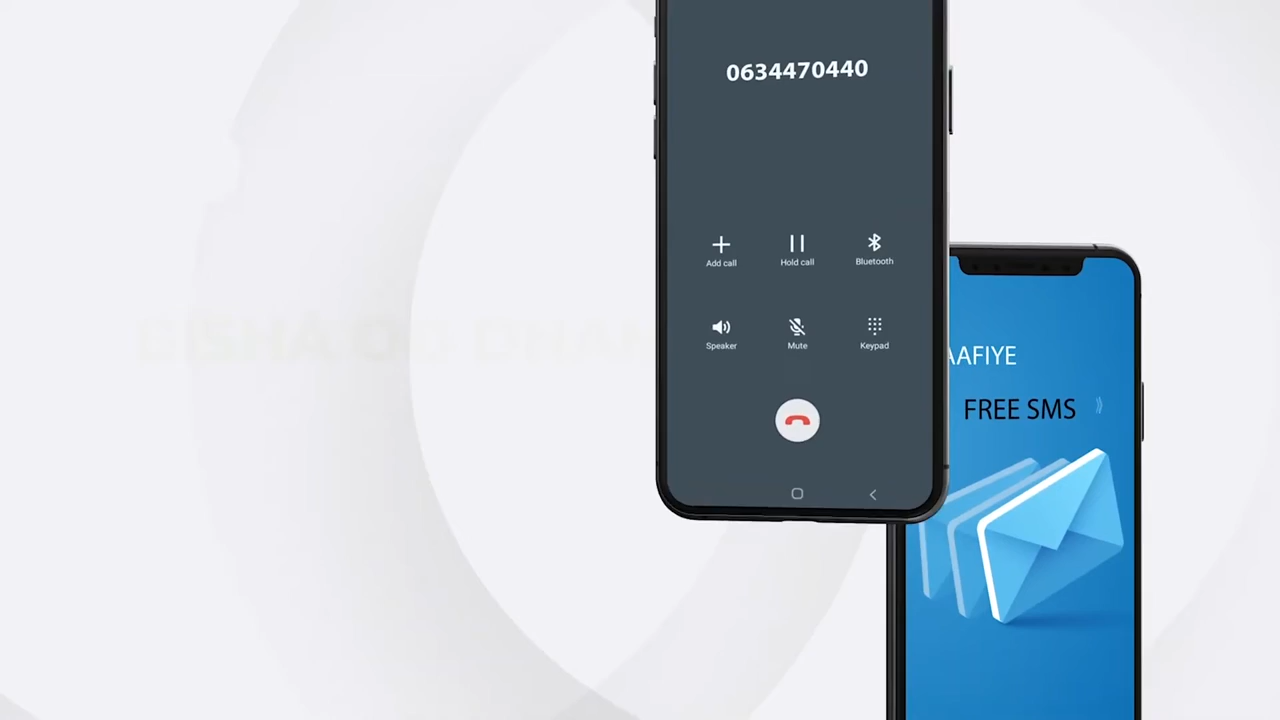 0634470440
Add call
Hold call
Bluetooth
Speaker
Mute
Keypad
AAFIYE
FREE SMS